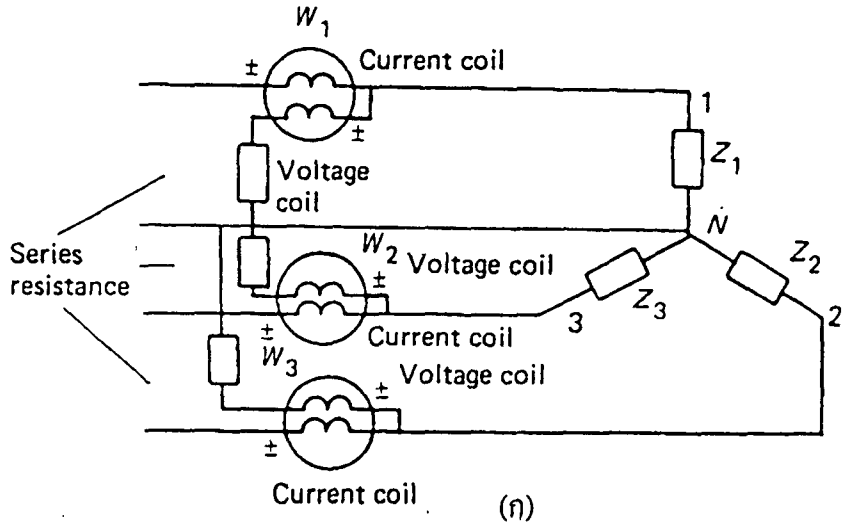 W1
± Current coil
±
1
Z1
Voltage
coil
N
Series
resistance
W2
±
Voltage coil
Z2
Z3
3
2
±
Current coil
W3
±
Voltage coil
±
Current coil
(ก)